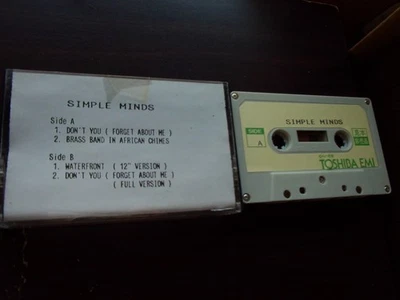 SIMPLE MINDS
Side A
1. DON'T YOU ( FORGET ABOUT ME )
2. BRASS BAND IN AFRICAN CHIMES
Side B
1. WATERFRONT ( 12" VERSION )
2. DON'T YOU ( FORGET ABOUT ME )
( FULL VERSION )
SIMPLE MINDS
SIDE
A
TOSHIBA EMI